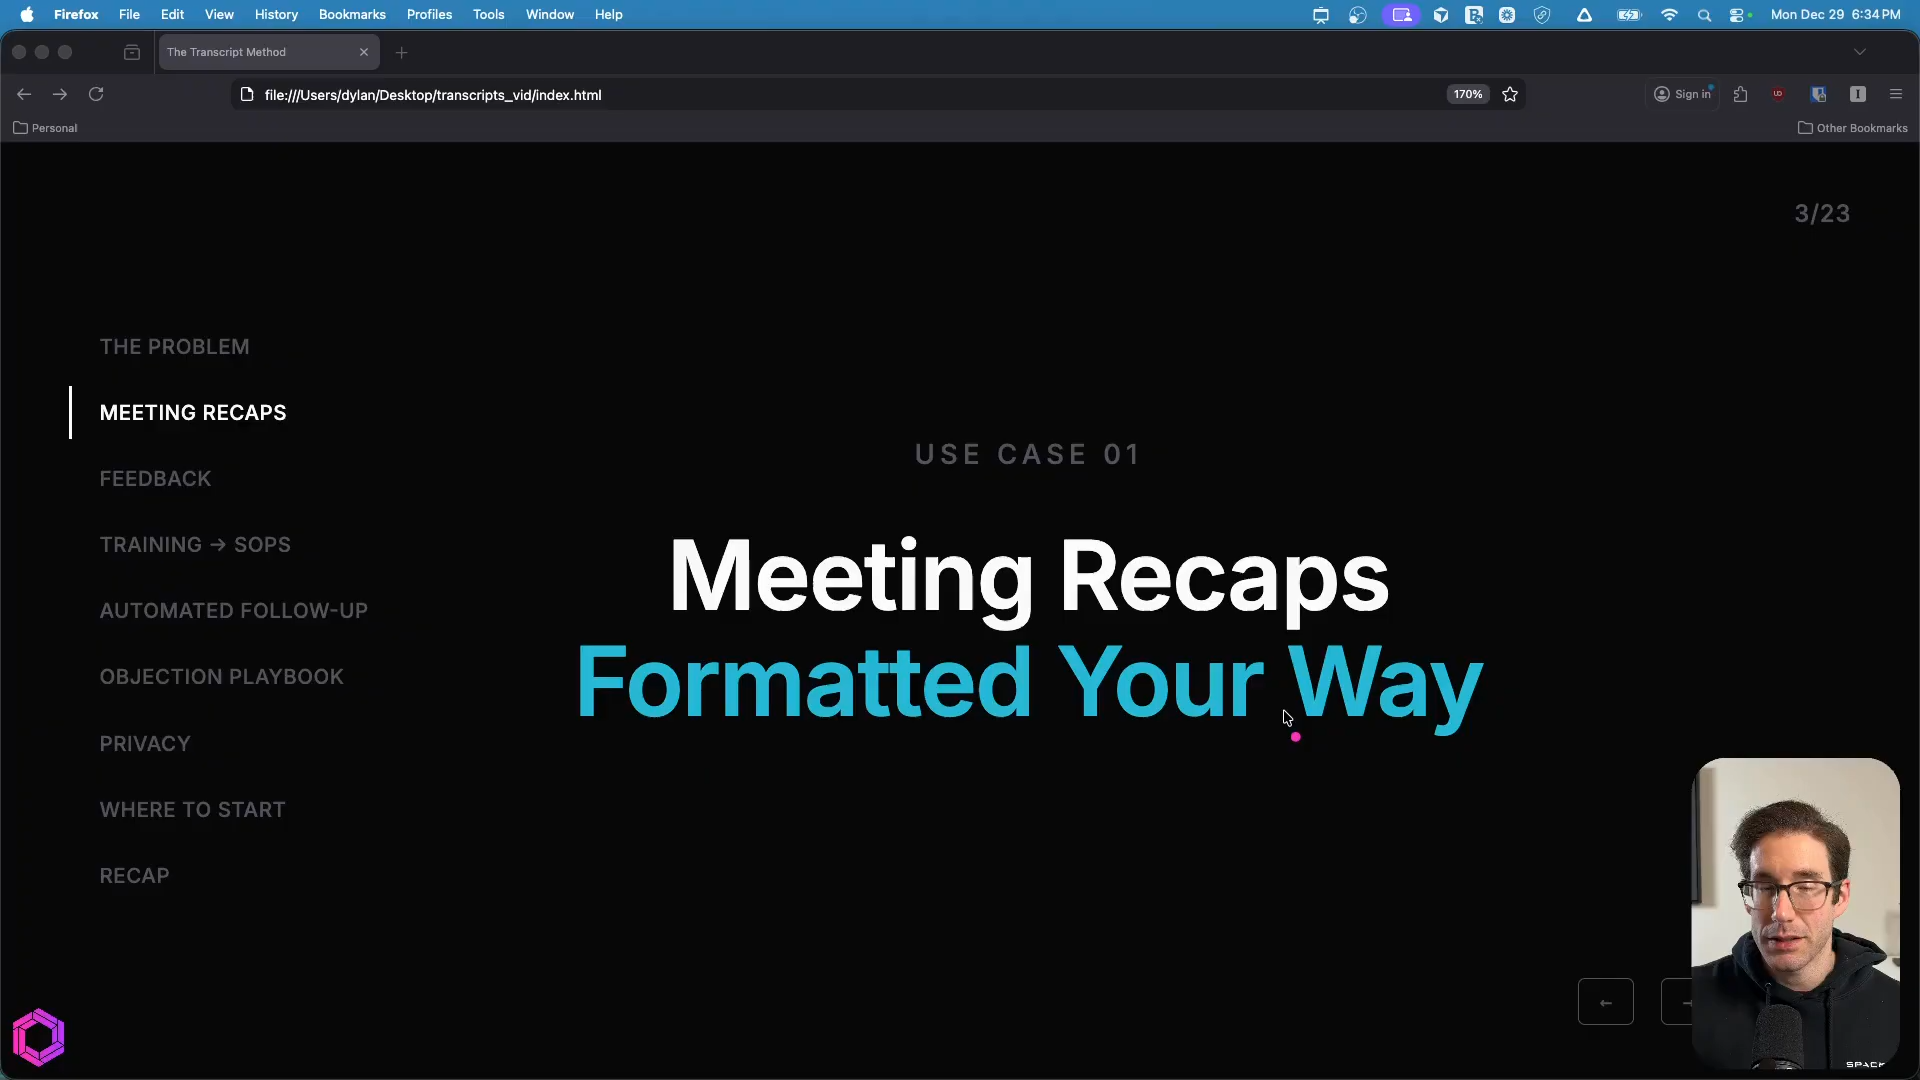 Firefox File Edit View History Bookmarks Profiles Tools Window Help Mon Dec 29 6:34 PM
The Transcript Method
file:///Users/dylan/Desktop/transcripts_vid/index.html 170% Sign in
Personal Other Bookmarks
3/23
THE PROBLEM
MEETING RECAPS
FEEDBACK
TRAINING → SOPS
AUTOMATED FOLLOW-UP
OBJECTION PLAYBOOK
PRIVACY
WHERE TO START
RECAP
USE CASE 01
Meeting Recaps
Formatted Your Way